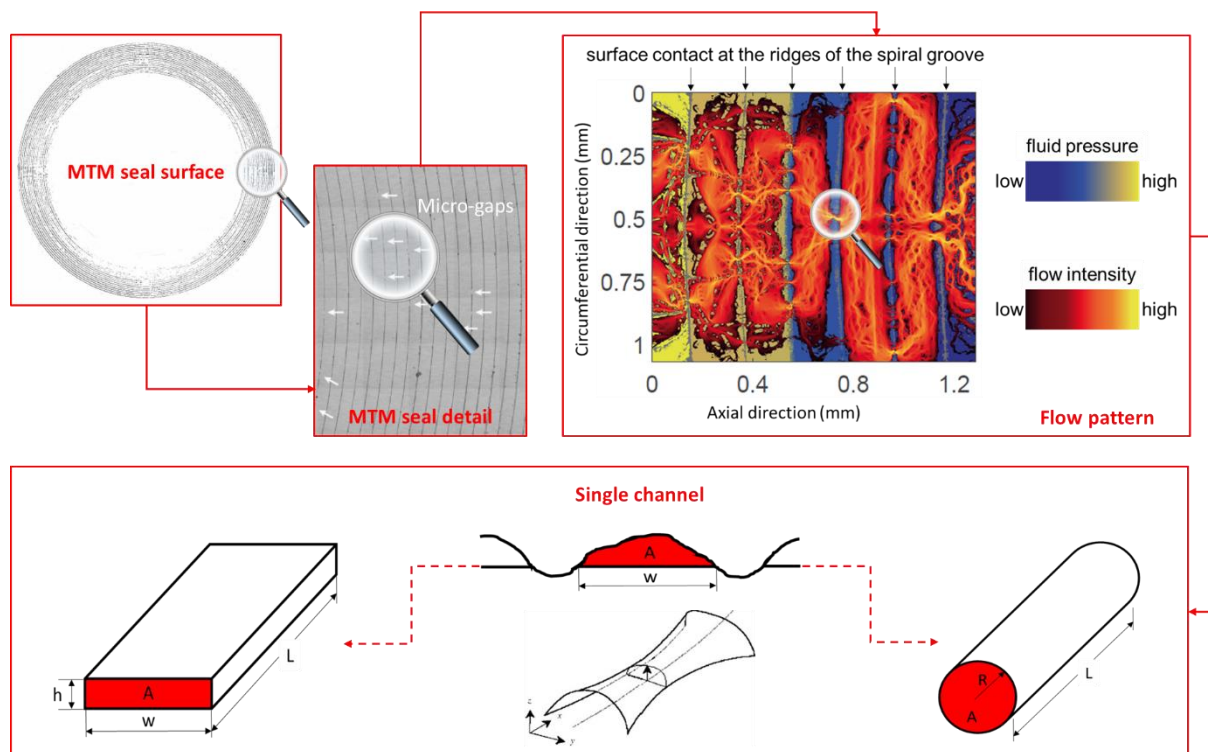 MTM seal surface
Micro-gaps
MTM seal detail
surface contact at the ridges of the spiral groove
Circumferential direction (mm)
0
0.25
0.5
0.75
1
0
0.4
0.8
1.2
Axial direction (mm)
fluid pressure
low
high
flow intensity
low
high
Flow pattern
Single channel
h
A
w
L
A
w
z
x
y
R
A
L